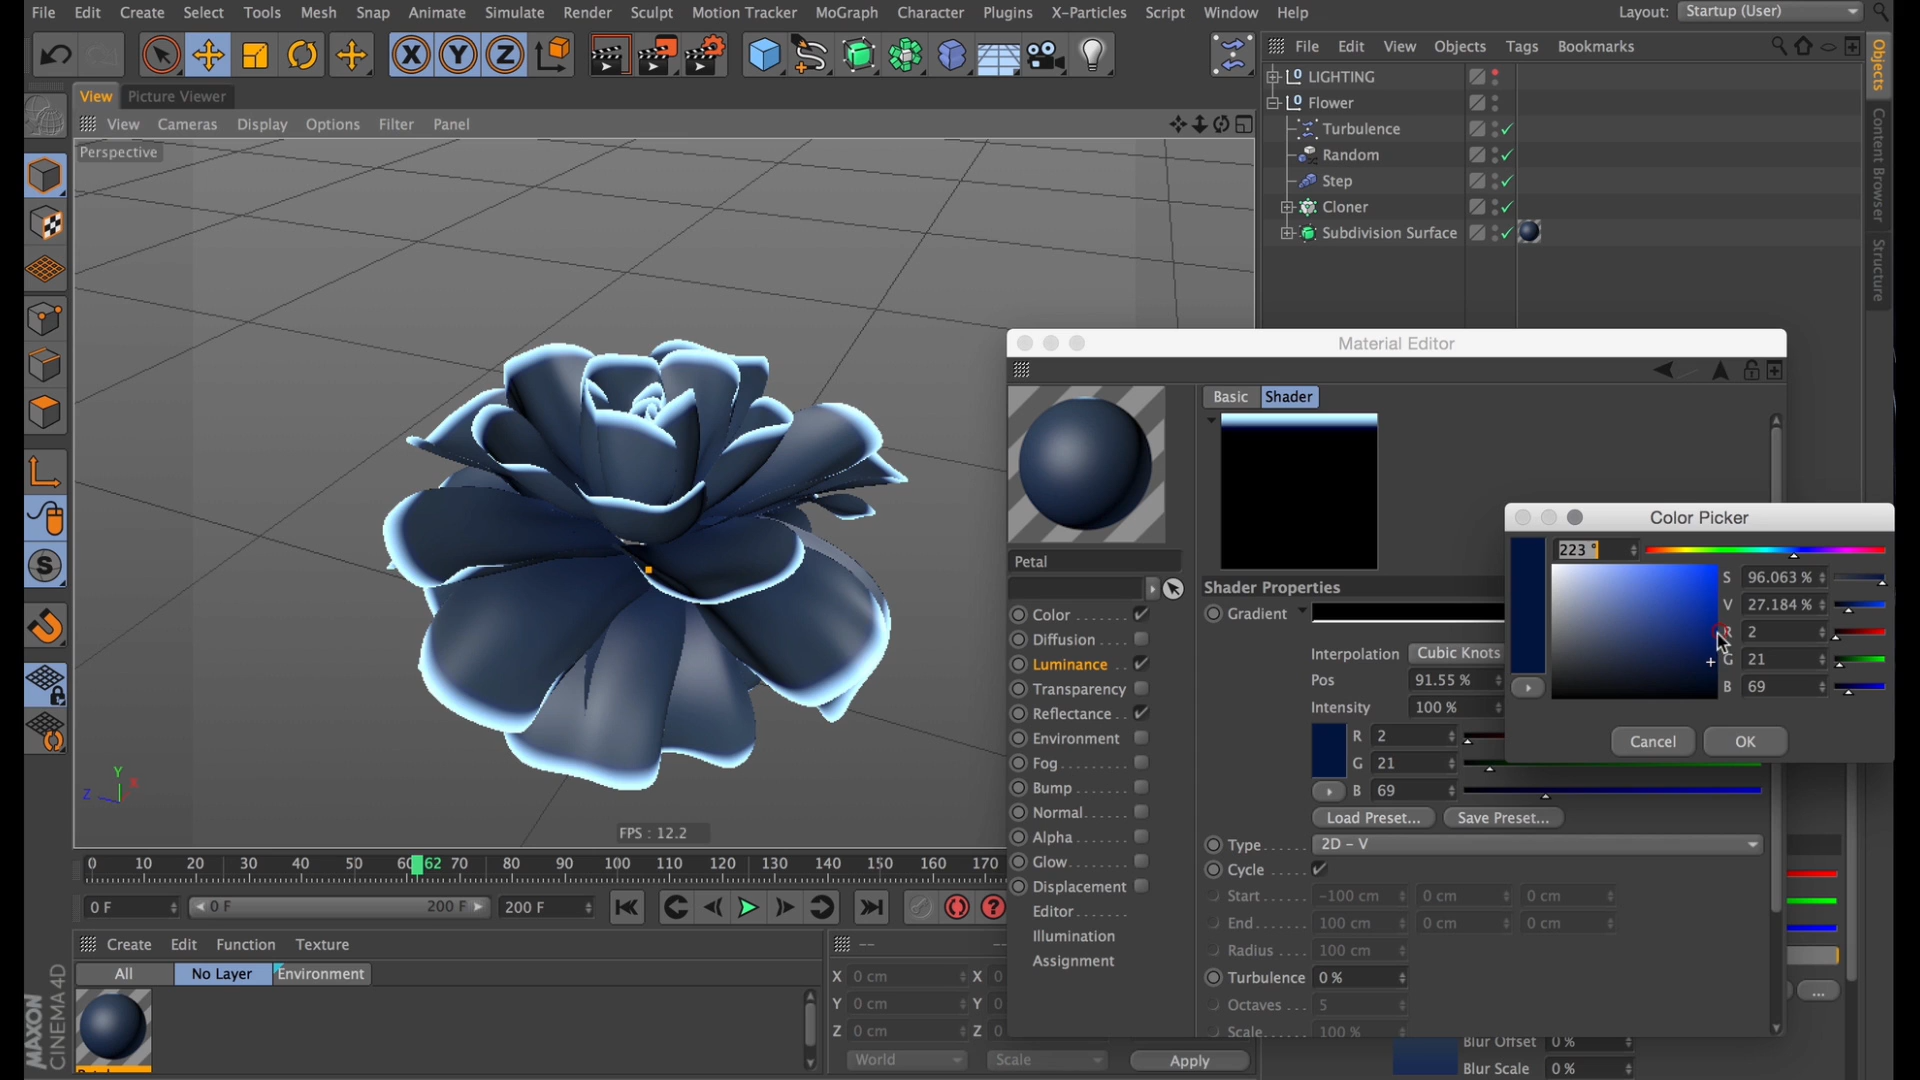 File Edit Create Select Tools Mesh Snap Animate Simulate Render Sculpt Motion Tracker MoGraph Character Plugins X-Particles Script Window Help Layout: Startup (User)
File Edit View Objects Tags Bookmarks
View Picture Viewer
View Cameras Display Options Filter Panel
Perspective
LIGHTING
Flower
Turbulence
Random
Step
Cloner
Subdivision Surface
Objects
Content Browser
Structure
Material Editor
Basic Shader
Petal
Color
Diffusion
Luminance
Transparency
Reflectance
Environment
Fog
Bump
Normal
Alpha
Glow
Displacement
Editor
Illumination
Assignment
Shader Properties
Gradient
Interpolation Cubic Knots
Pos 91.55 %
Intensity 100 %
R 2
G 21
B 69
Load Preset... Save Preset...
Type 2D - V
Cycle
Start -100 cm 0 cm 0 cm
End 100 cm 0 cm 0 cm
Radius 100 cm
Turbulence 0 %
Octaves 5
Scale 100 %
Color Picker
223 °
S 96.063 %
V 27.184 %
R 2
G 21
B 69
Cancel OK
...
Blur Offset 0 %
Blur Scale 0 %
Y
X
Z
FPS : 12.2
0 10 20 30 40 50 60 62 70 80 90 100 110 120 130 140 150 160 170
0 F 0 F 200 F 200 F
Create Edit Function Texture
All No Layer Environment
-- --
X 0 cm X 0
Y 0 cm Y 0
Z 0 cm Z 0
World Scale Apply
MAXON
CINEMA 4D